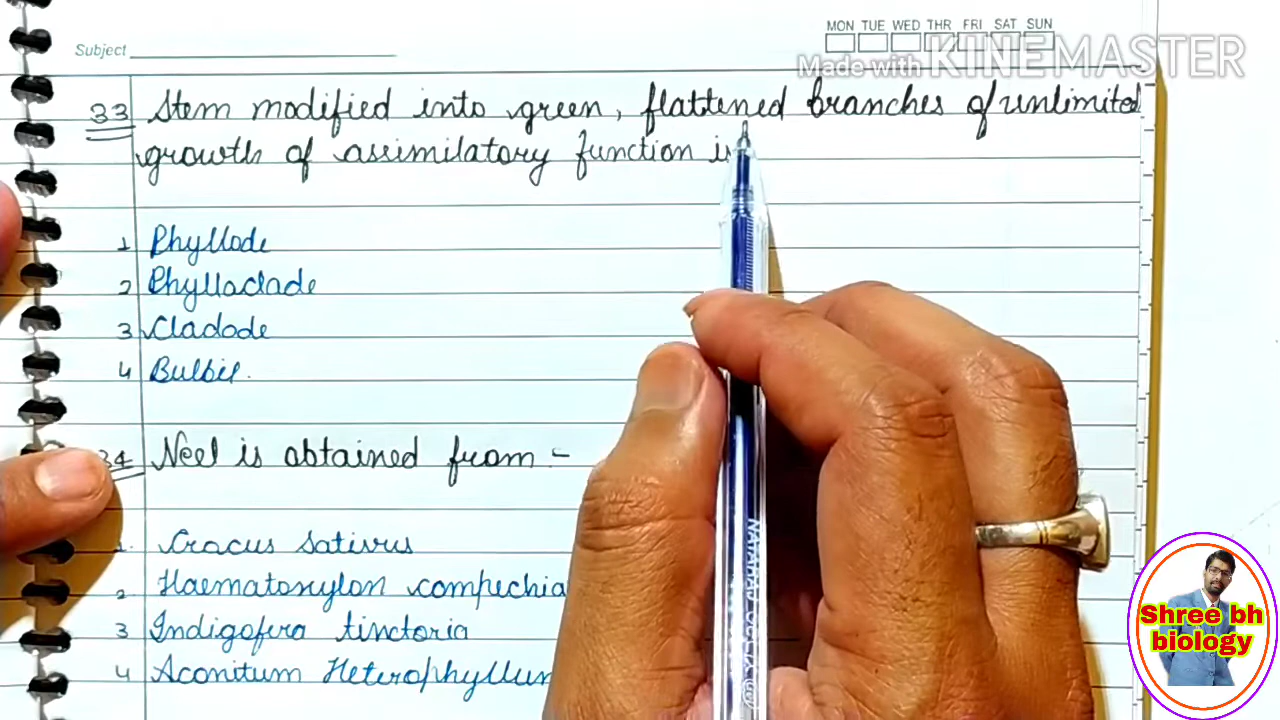 MON TUE WED THR FRI SAT SUN
Subject
Made with KINEMASTER
33 Stem modified into green, flattened branches of unlimited
growth of assimilatory function is
1 Phyllode
2 Phylloclade
3 Cladode
4 Bulbil.
34 Neel is obtained from -
1. Crocus sativus
2 Haematoxylon compechia
3 Indigofera tinctoria
4 Aconitum Heterophyllum
Shree bh
biology